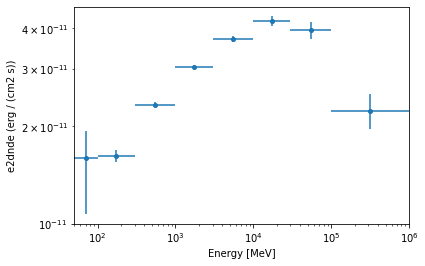 e2dnde (erg / (cm2 s))
4 × 10⁻¹¹
3 × 10⁻¹¹
2 × 10⁻¹¹
10⁻¹¹
10² 10³ 10⁴ 10⁵ 10⁶
Energy [MeV]